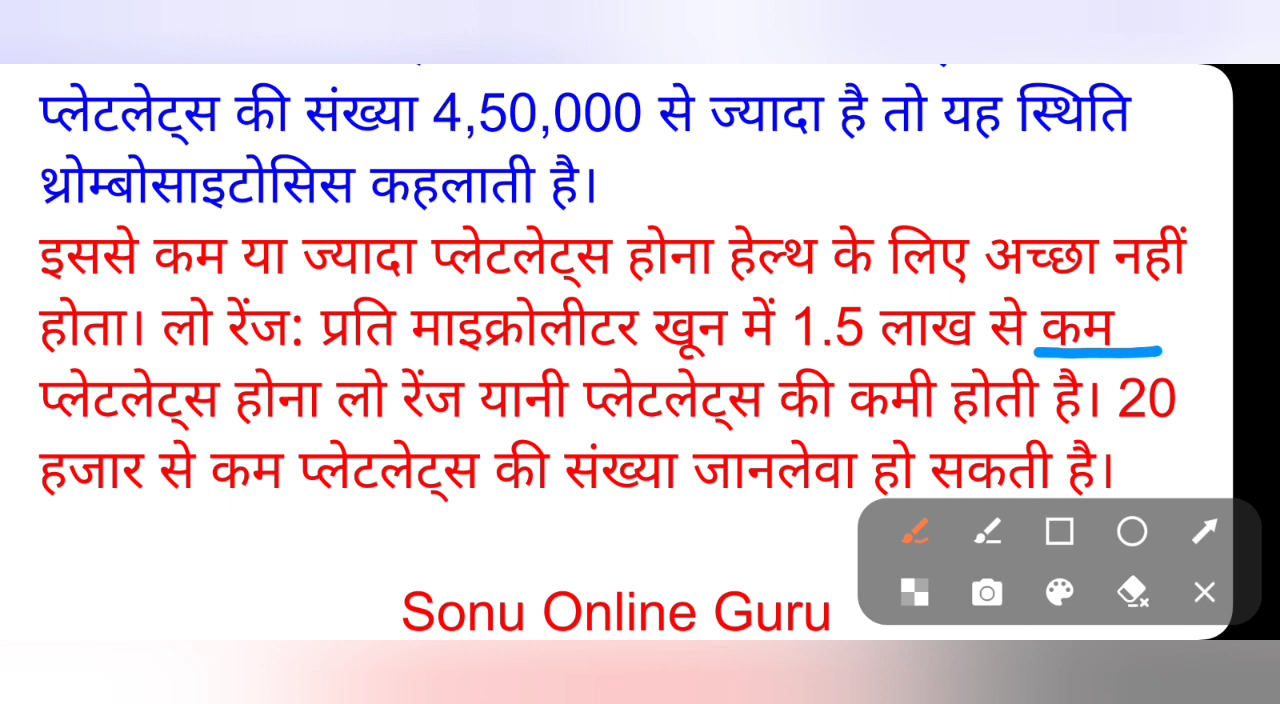 प्लेटलेट्स की संख्या 4,50,000 से ज्यादा है तो यह स्थिति
थ्रोम्बोसाइटोसिस कहलाती है।
इससे कम या ज्यादा प्लेटलेट्स होना हेल्थ के लिए अच्छा नहीं
होता। लो रेंज: प्रति माइक्रोलीटर खून में 1.5 लाख से कम
प्लेटलेट्स होना लो रेंज यानी प्लेटलेट्स की कमी होती है। 20
हजार से कम प्लेटलेट्स की संख्या जानलेवा हो सकती है।
Sonu Online Guru